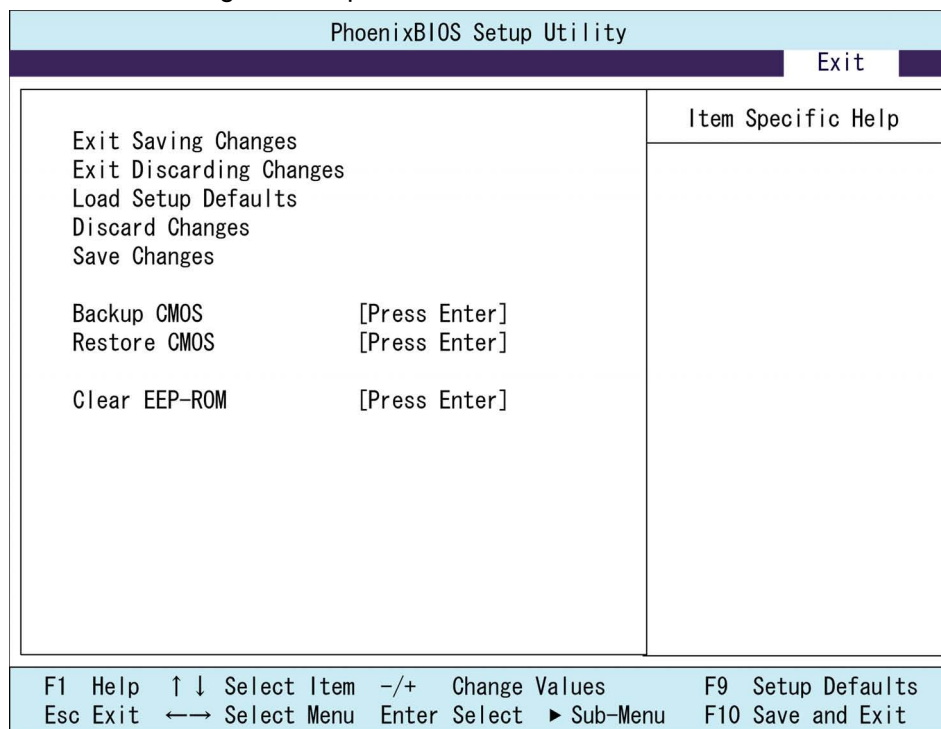 PhoenixBIOS Setup Utility
Exit
Item Specific Help
Exit Saving Changes
Exit Discarding Changes
Load Setup Defaults
Discard Changes
Save Changes
Backup CMOS [Press Enter]
Restore CMOS [Press Enter]
Clear EEP-ROM [Press Enter]
F1 Help ↑↓ Select Item -/+ Change Values F9 Setup Defaults
Esc Exit ←→ Select Menu Enter Select ▶ Sub-Menu F10 Save and Exit